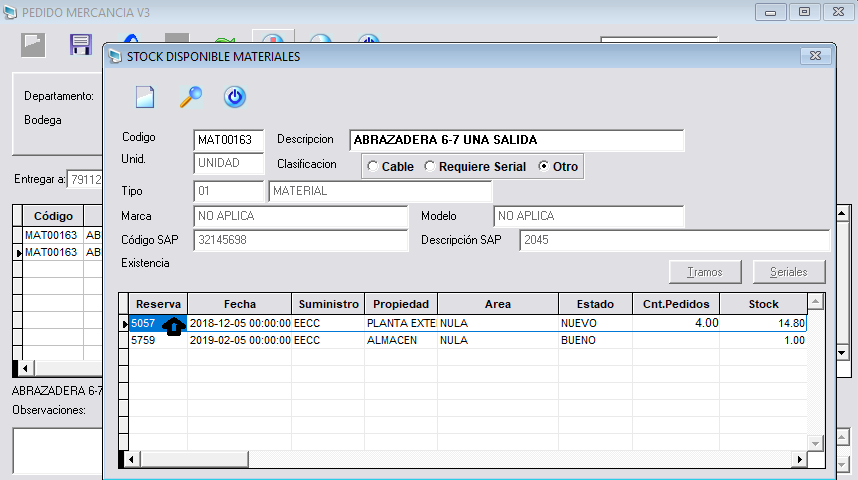 PEDIDO MERCANCIA V3
STOCK DISPONIBLE MATERIALES
Departamento:
Bodega
Entregar a: 79112
Código
MAT00163 AB
MAT00163 AB
ABRAZADERA 6-7
Observaciones:
Codigo MAT00163 Descripcion ABRAZADERA 6-7 UNA SALIDA
Unid. UNIDAD Clasificacion Cable Requiere Serial Otro
Tipo 01 MATERIAL
Marca NO APLICA Modelo NO APLICA
Código SAP 32145698 Descripción SAP 2045
Existencia
Tramos Seriales
Reserva Fecha Suministro Propiedad Area Estado Cnt.Pedidos Stock
5057 2018-12-05 00:00:00 EECC PLANTA EXTE NULA NUEVO 4.00 14.80
5759 2019-02-05 00:00:00 EECC ALMACEN NULA BUENO 1.00